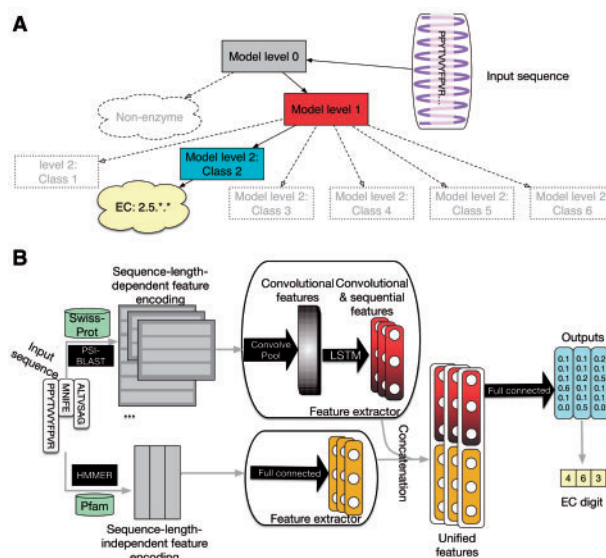 A
Model level 0
PPYTVVYFPVR...
Input sequence
Non-enzyme
Model level 1
level 2:
Class 1
Model level 2:
Class 2
EC: 2.5.*.*
Model level 2:
Class 3
Model level 2:
Class 4
Model level 2:
Class 5
Model level 2:
Class 6
B
Sequence-length-
dependent feature
encoding
Swiss-
Prot
PSI-
BLAST
Input
sequence
PPYTVVYFPVR
MNIFE
ALTVSAG
***
HMMER
Pfam
Sequence-length-
independent feature
encoding
Convolutional
features
Convolutional
& sequential
features
Convolve
Pool
LSTM
Feature extractor
Full connected
Feature extractor
Concatenation
Unified
features
Full connected
Outputs
0.1 0.1 0.2
0.1 0.1 0.1
0.1 0.2 0.5
0.6 0.1 0.1
0.1 0.0 0.1
0.0 0.5 0.0
4 6 3
EC digit